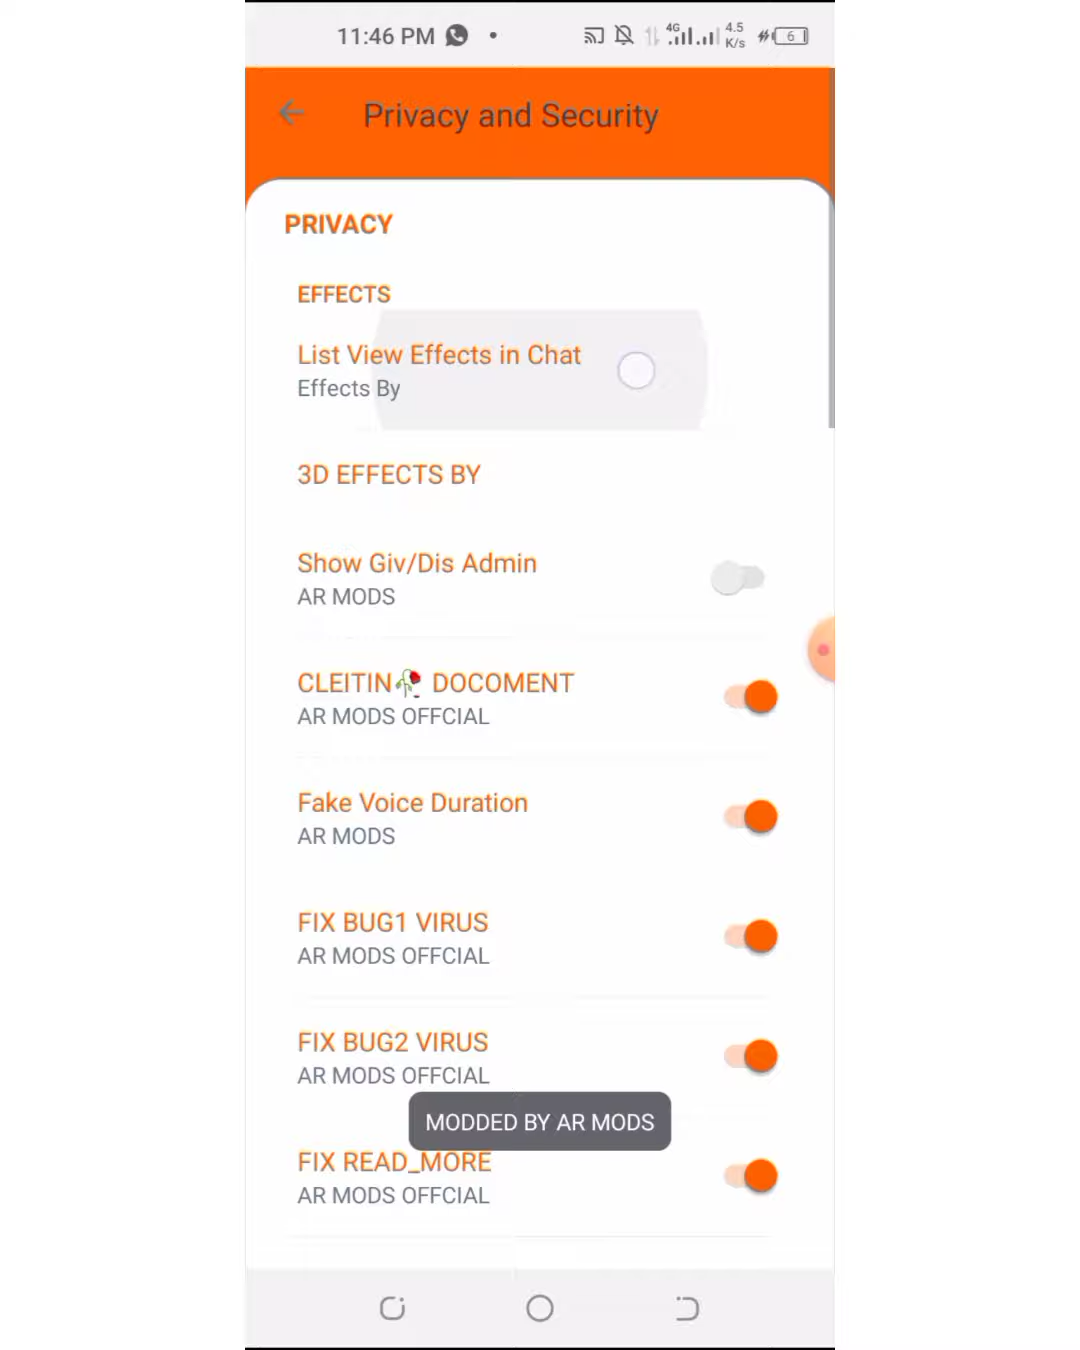 11:46 PM
4G
4.5
K/s
6
Privacy and Security
PRIVACY
EFFECTS
List View Effects in Chat
Effects By
3D EFFECTS BY
Show Giv/Dis Admin
AR MODS
CLEITIN🥀 DOCOMENT
AR MODS OFFCIAL
Fake Voice Duration
AR MODS
FIX BUG1 VIRUS
AR MODS OFFCIAL
FIX BUG2 VIRUS
AR MODS OFFCIAL
MODDED BY AR MODS
FIX READ_MORE
AR MODS OFFCIAL